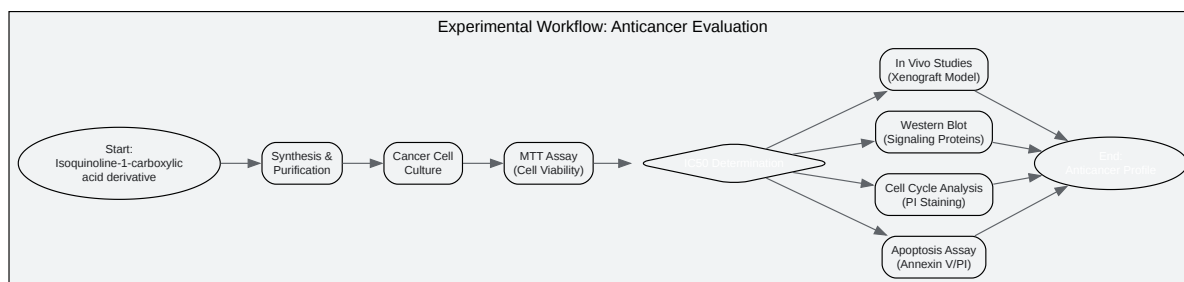 Experimental Workflow: Anticancer Evaluation
Start:
Isoquinoline-1-carboxylic
acid derivative
Synthesis &
Purification
Cancer Cell
Culture
MTT Assay
(Cell Viability)
IC50 Determination
In Vivo Studies
(Xenograft Model)
Western Blot
(Signaling Proteins)
Cell Cycle Analysis
(PI Staining)
Apoptosis Assay
(Annexin V/PI)
End:
Anticancer Profile